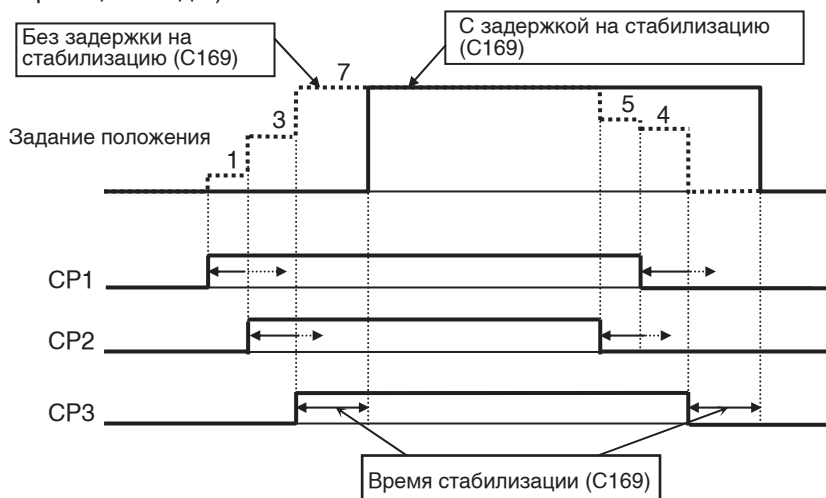 Без задержки на
стабилизацию (C169)
С задержкой на стабилизацию
(C169)
7
3
1
5
4
Задание положения
CP1
CP2
CP3
Время стабилизации (C169)